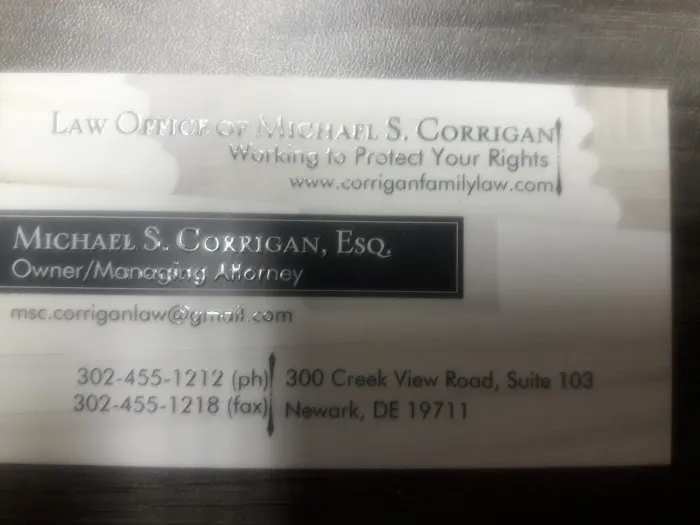 LAW OFFICE OF MICHAEL S. CORRIGAN
Working to Protect Your Rights
www.corriganfamilylaw.com
MICHAEL S. CORRIGAN, ESQ.
Owner/Managing Attorney
msc.corriganlaw@gmail.com
302-455-1212 (ph)
302-455-1218 (fax)
300 Creek View Road, Suite 103
Newark, DE 19711